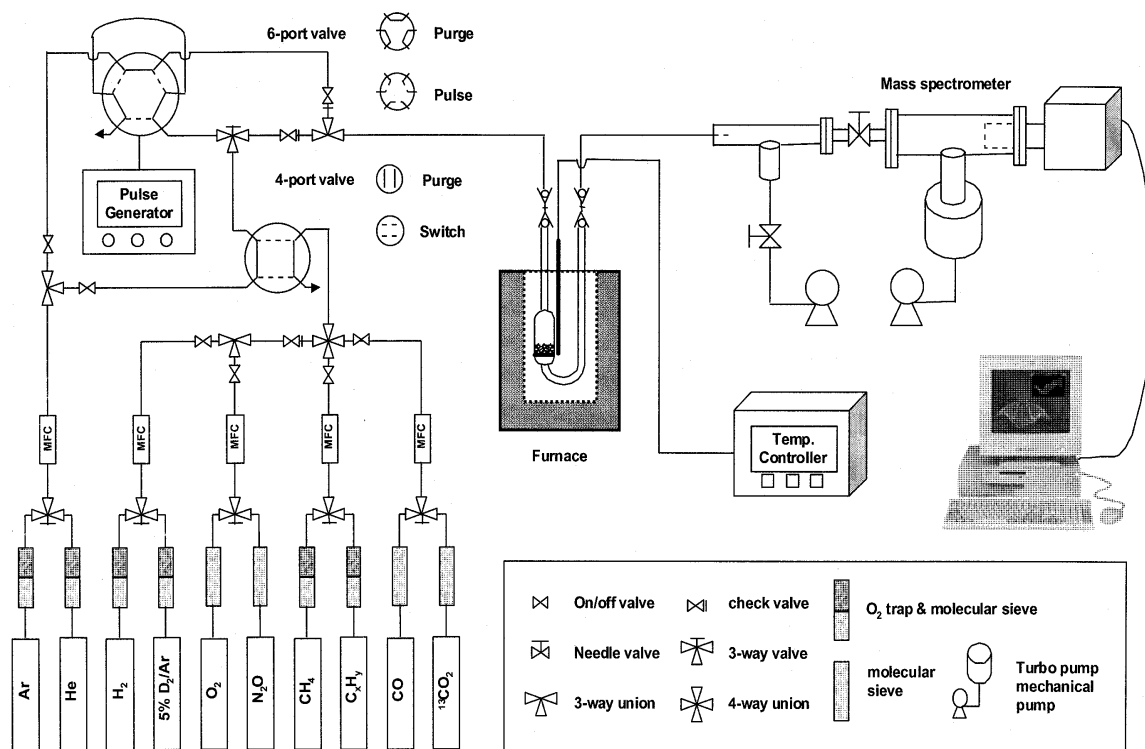 6-port valve
Purge
Pulse
Mass spectrometer
4-port valve
Purge
Switch
Pulse
Generator
MFC
MFC
MFC
MFC
MFC
Furnace
Temp.
Controller
Ar
He
H₂
5% D₂/Ar
O₂
N₂O
CH₄
CₓHᵧ
CO
¹³CO₂
On/off valve
check valve
O₂ trap & molecular sieve
Needle valve
3-way valve
molecular
sieve
Turbo pump
mechanical
pump
3-way union
4-way union